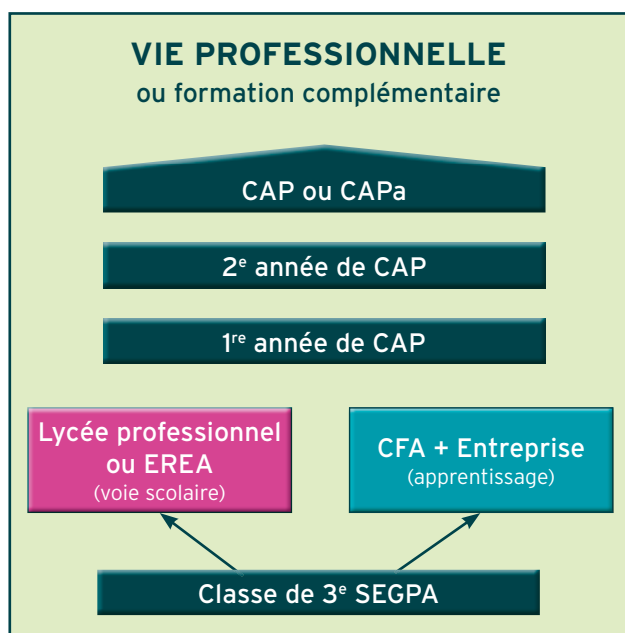 VIE PROFESSIONNELLE
ou formation complémentaire
CAP ou CAPa
2e année de CAP
1re année de CAP
Lycée professionnel
ou EREA
(voie scolaire)
CFA + Entreprise
(apprentissage)
Classe de 3e SEGPA